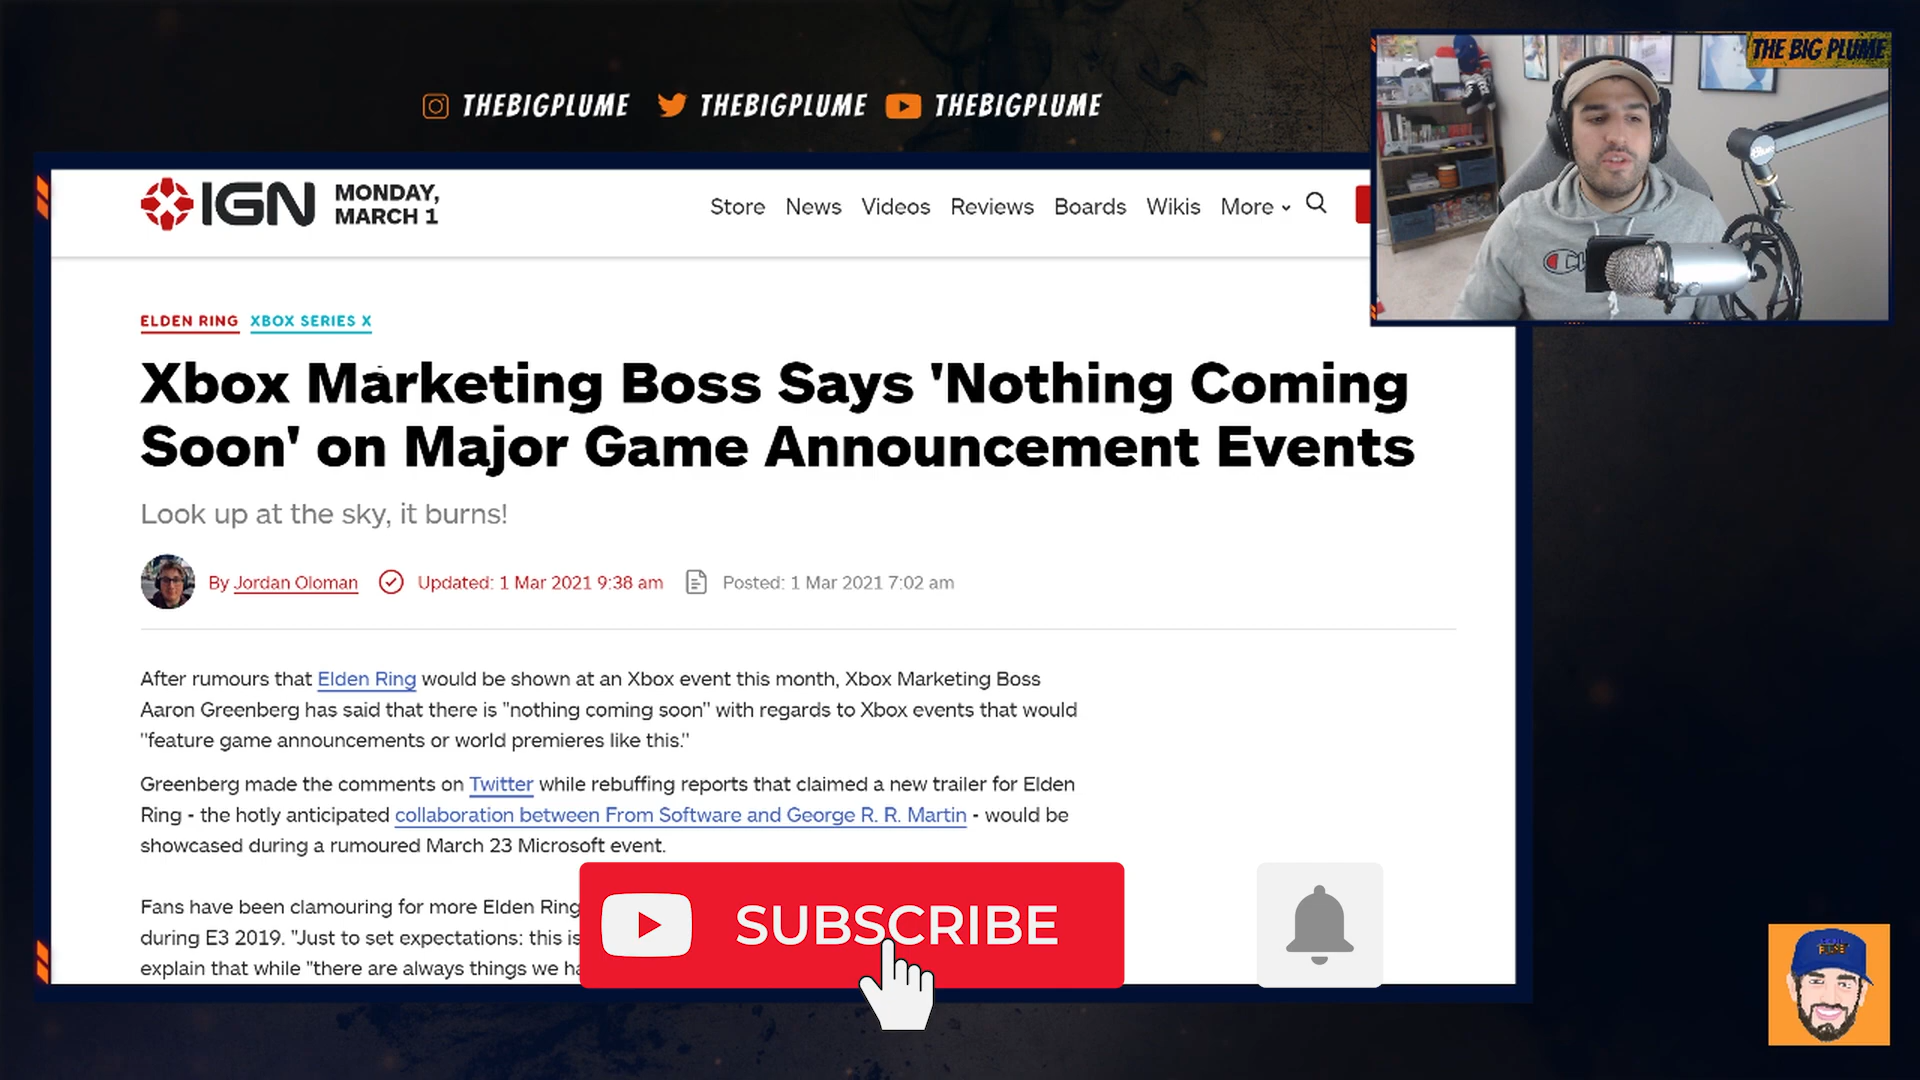 THEBIGPLUME THEBIGPLUME THEBIGPLUME
THE BIG PLUME
IGN MONDAY,
MARCH 1
Store News Videos Reviews Boards Wikis More
ELDEN RING XBOX SERIES X
Xbox Marketing Boss Says 'Nothing Coming
Soon' on Major Game Announcement Events
Look up at the sky, it burns!
By Jordan Oloman Updated: 1 Mar 2021 9:38 am Posted: 1 Mar 2021 7:02 am
After rumours that Elden Ring would be shown at an Xbox event this month, Xbox Marketing Boss
Aaron Greenberg has said that there is "nothing coming soon" with regards to Xbox events that would
"feature game announcements or world premieres like this."
Greenberg made the comments on Twitter while rebuffing reports that claimed a new trailer for Elden
Ring - the hotly anticipated collaboration between From Software and George R. R. Martin - would be
showcased during a rumoured March 23 Microsoft event.
Fans have been clamouring for more Elden Ring
during E3 2019. "Just to set expectations: this is
explain that while "there are always things we ha
SUBSCRIBE